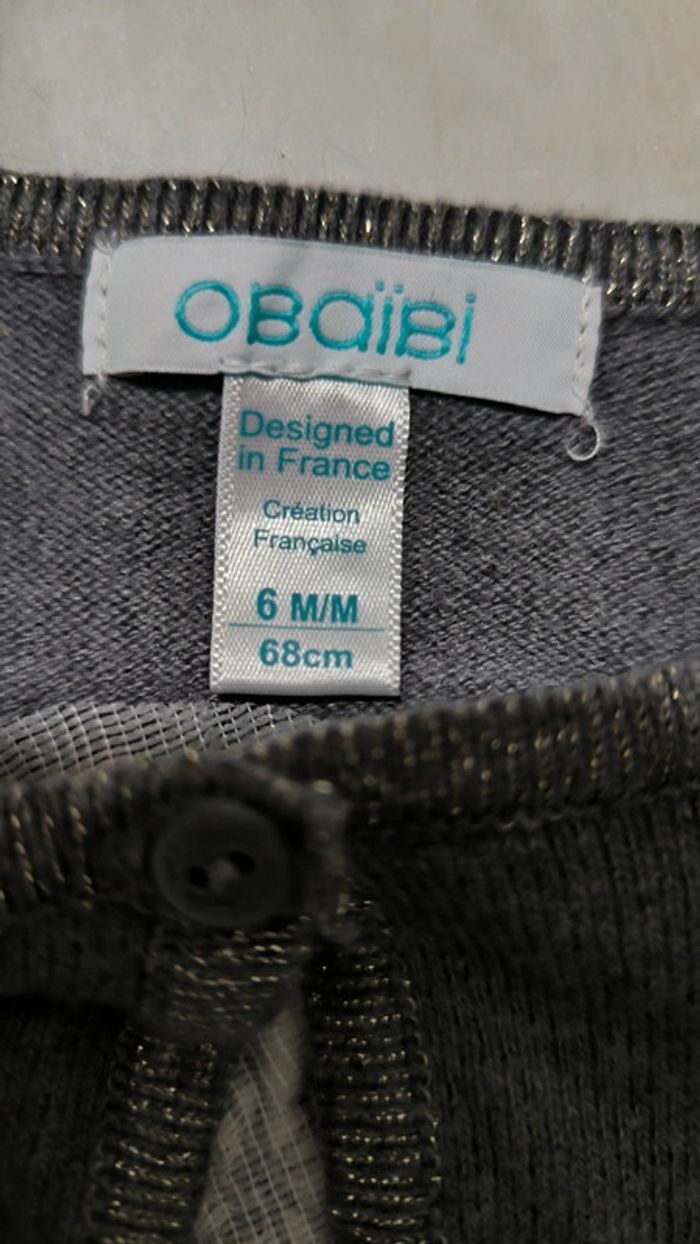 OBaïBi
Designed
in France
Création
Française
6 M/M
68cm